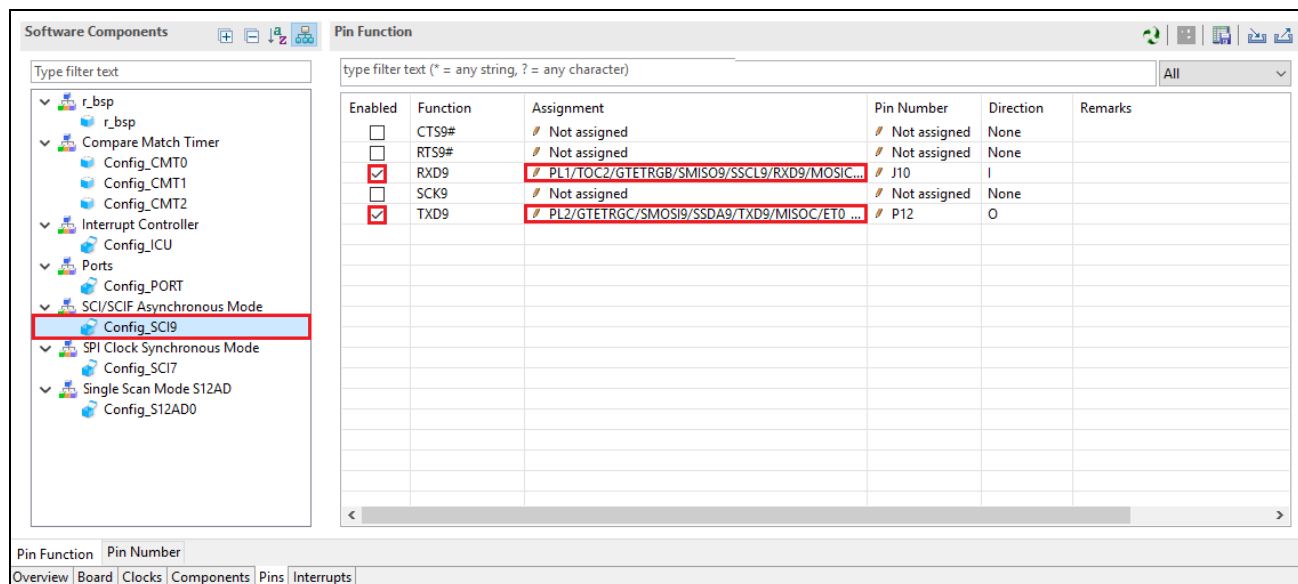 Software Components
Type filter text
r_bsp
r_bsp
Compare Match Timer
Config_CMT0
Config_CMT1
Config_CMT2
Interrupt Controller
Config_ICU
Ports
Config_PORT
SCI/SCIF Asynchronous Mode
Config_SCI9
SPI Clock Synchronous Mode
Config_SCI7
Single Scan Mode S12AD
Config_S12AD0
Pin Function
type filter text (* = any string, ? = any character)
All
Enabled Function Assignment Pin Number Direction Remarks
CTS9# Not assigned Not assigned None
RTS9# Not assigned Not assigned None
RXD9 PL1/TOC2/GTETRGB/SMISO9/SSCL9/RXD9/MOSIC... J10 I
SCK9 Not assigned Not assigned None
TXD9 PL2/GTETRGC/SMOSI9/SSDA9/TXD9/MISOC/ET0 ... P12 O
Pin Function Pin Number
Overview Board Clocks Components Pins Interrupts